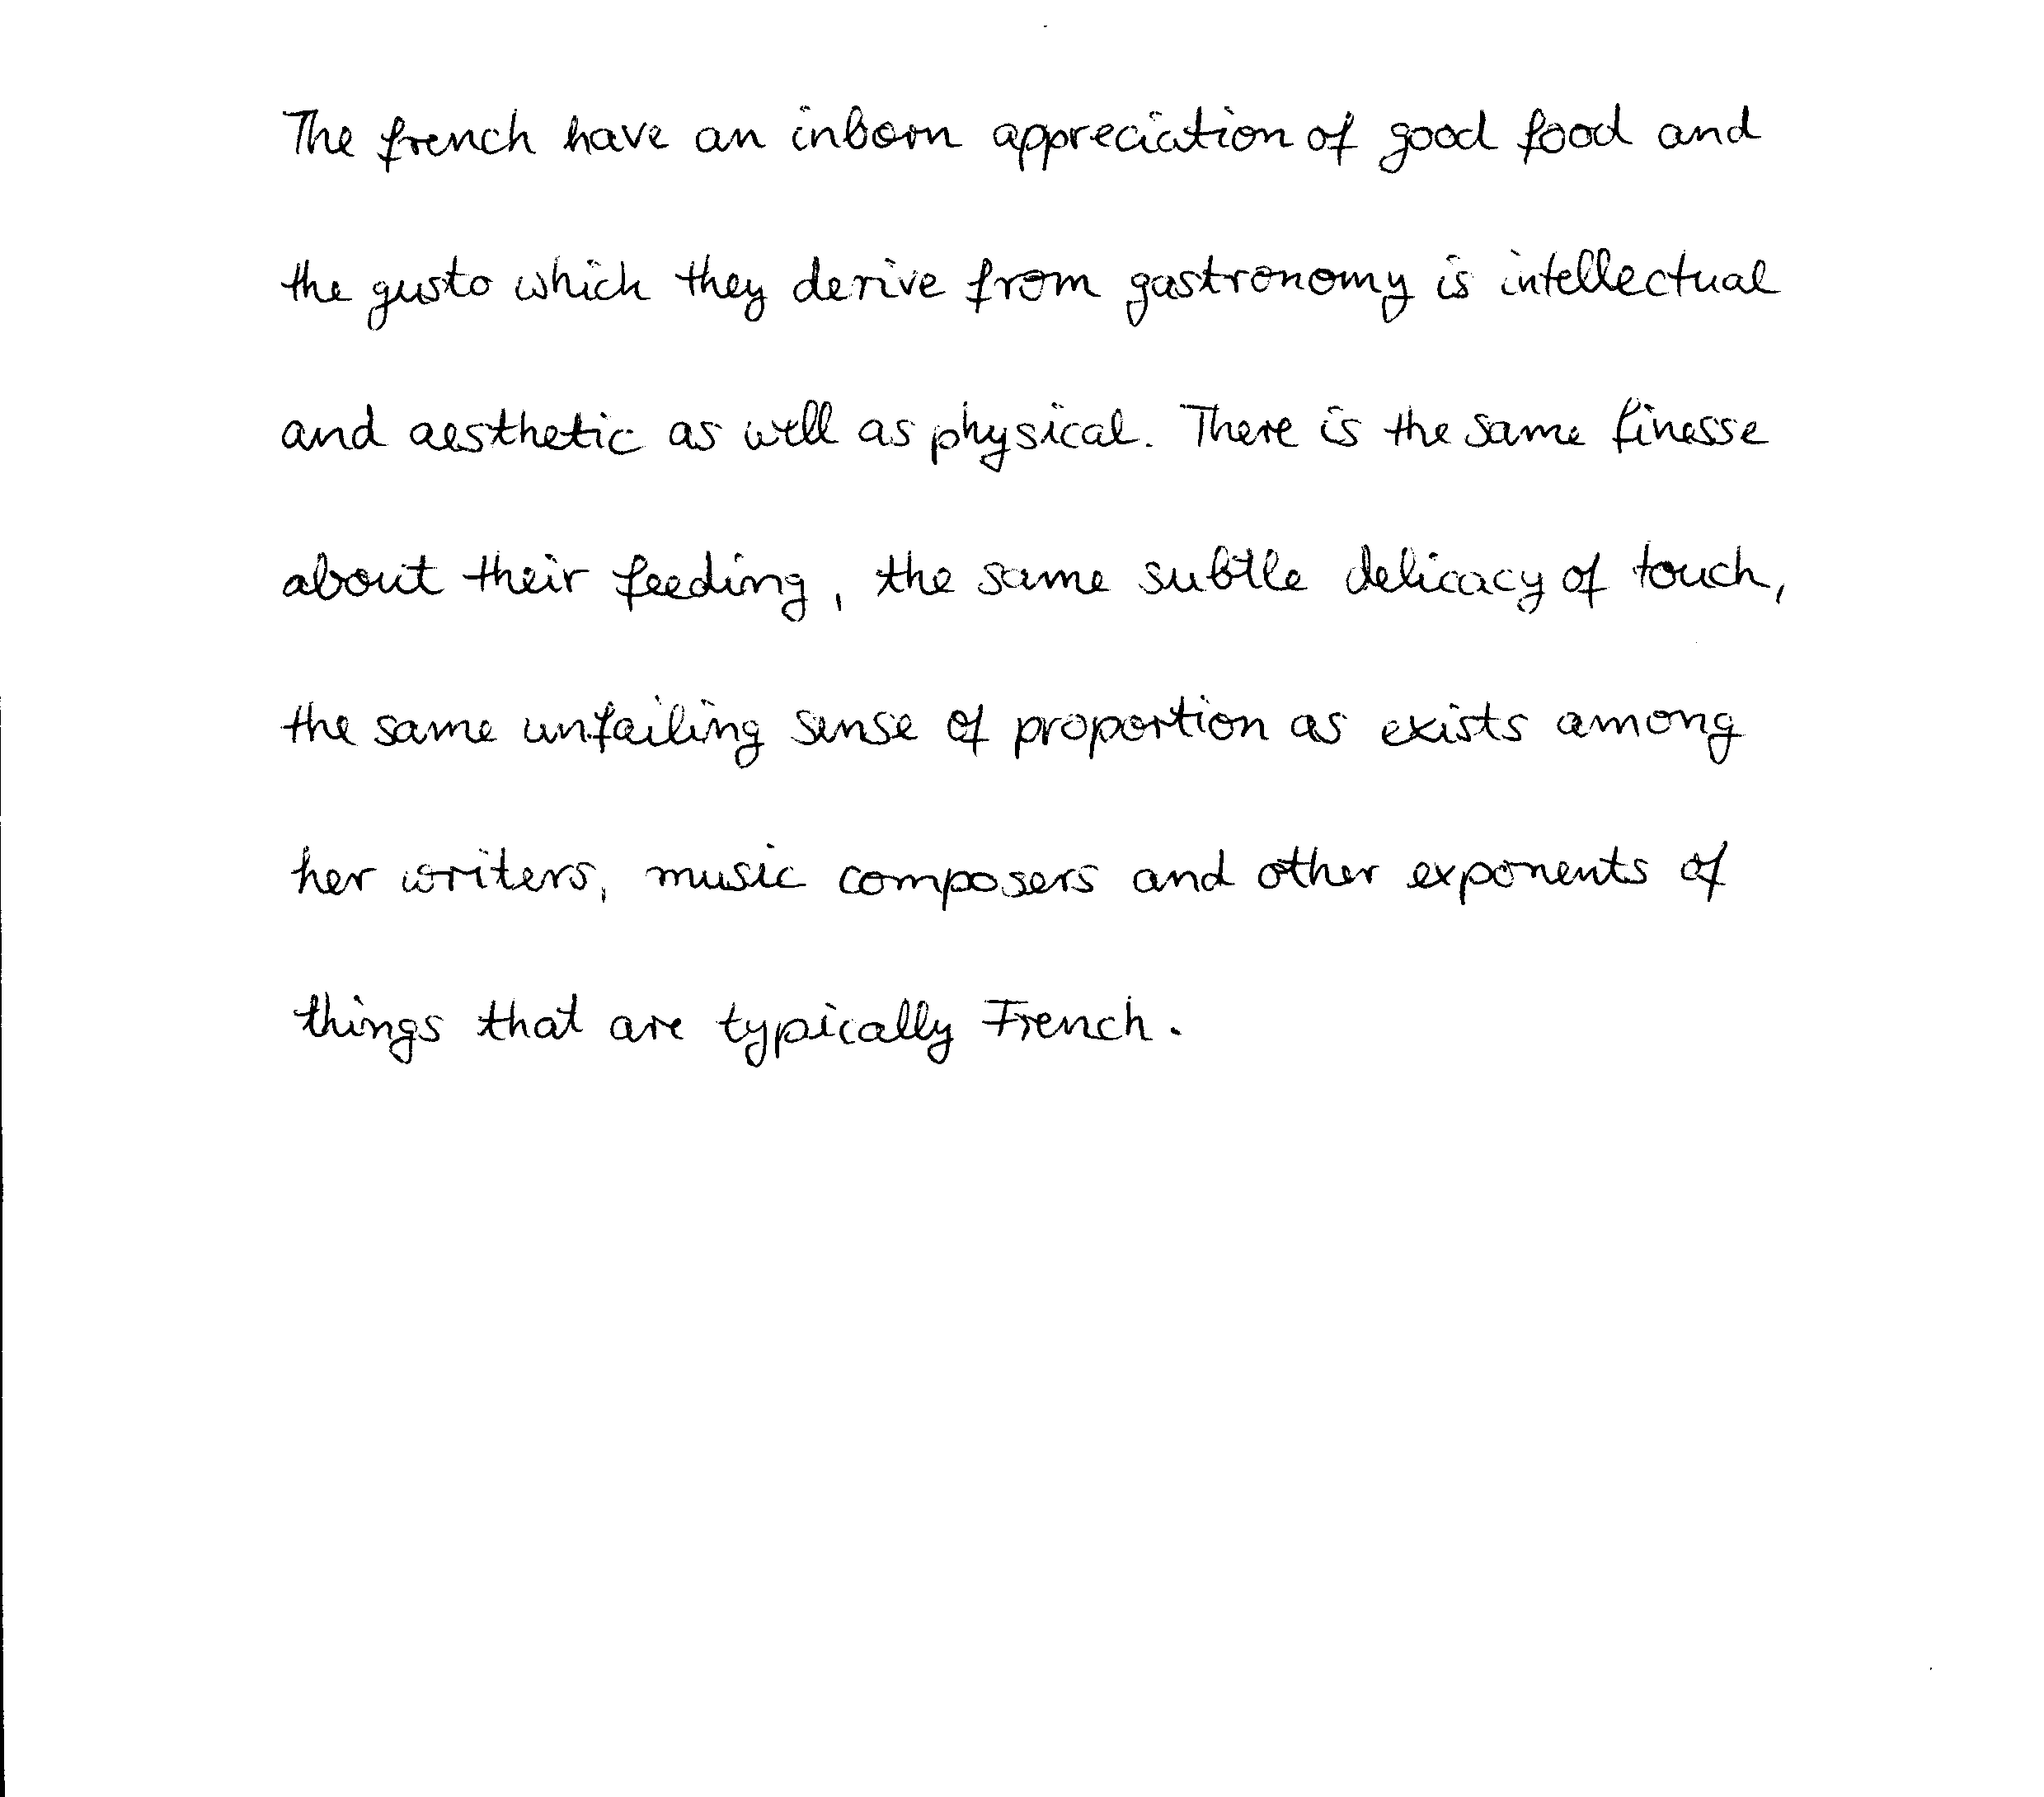 The french have an inborn appreciation of good food and
the gusto which they derive from gastronomy is intellectual
and aesthetic as well as physical. There is the same finesse
about their feeding, the same subtle delicacy of touch,
the same unfailing sense of proportion as exists among
her writers, music composers and other exponents of
things that are typically French.